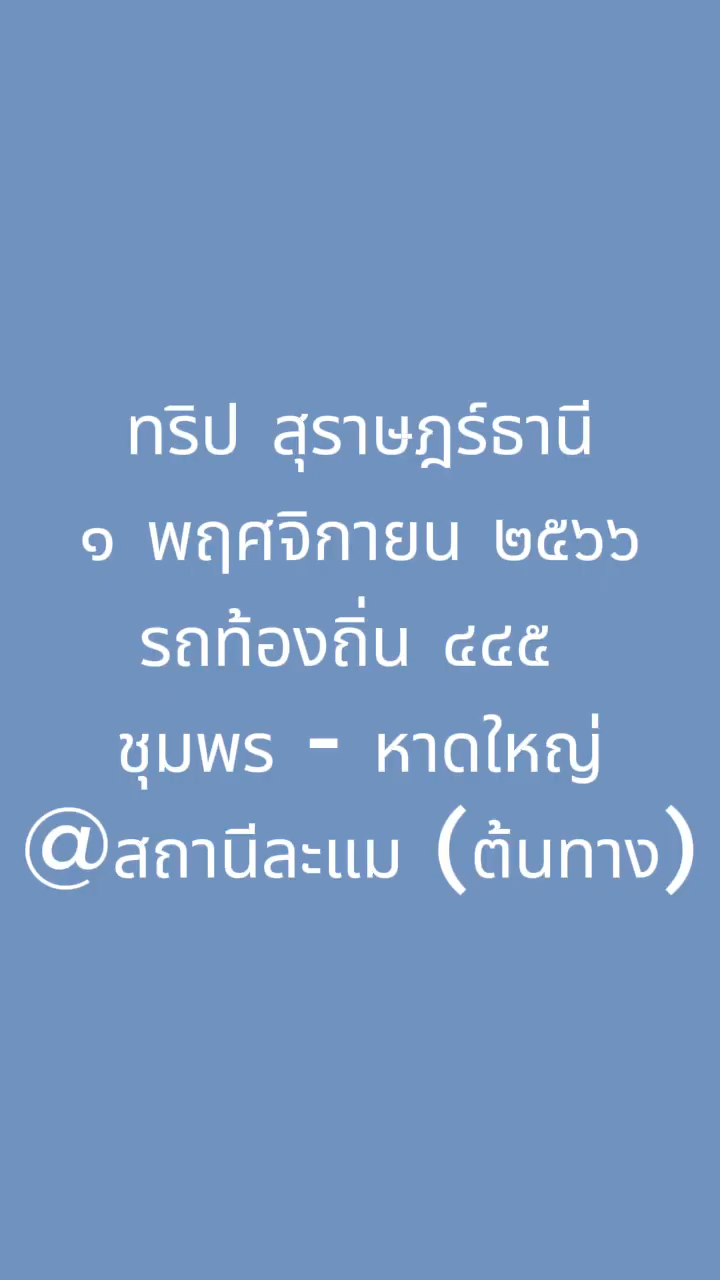 ทริป สุราษฎร์ธานี
๑ พฤศจิกายน ๒๕๖๖
รถท้องถิ่น ๔๔๕
ชุมพร - หาดใหญ่
@สถานีละแม (ต้นทาง)